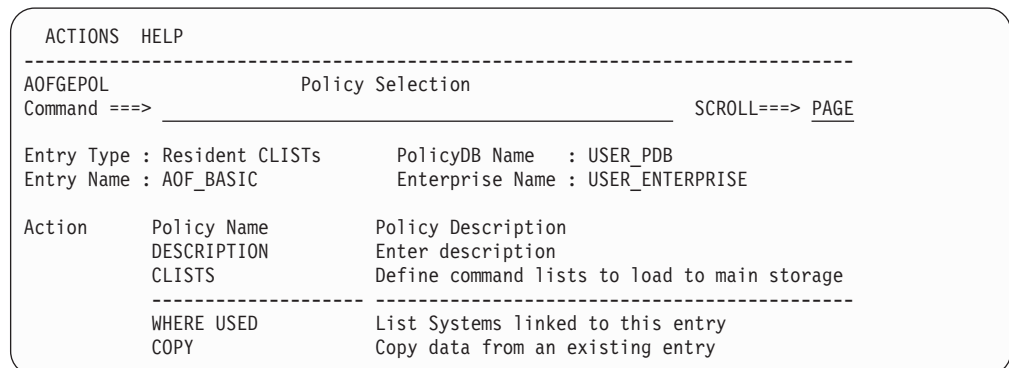 ACTIONS HELP
--------------------------------------------------------------------------------
AOFGEPOL Policy Selection
Command ===> ________________________________________________ SCROLL===> PAGE
Entry Type : Resident CLISTs PolicyDB Name : USER_PDB
Entry Name : AOF_BASIC Enterprise Name : USER_ENTERPRISE
Action Policy Name Policy Description
DESCRIPTION Enter description
CLISTS Define command lists to load to main storage
-------------------- ---------------------------------------------
WHERE USED List Systems linked to this entry
COPY Copy data from an existing entry